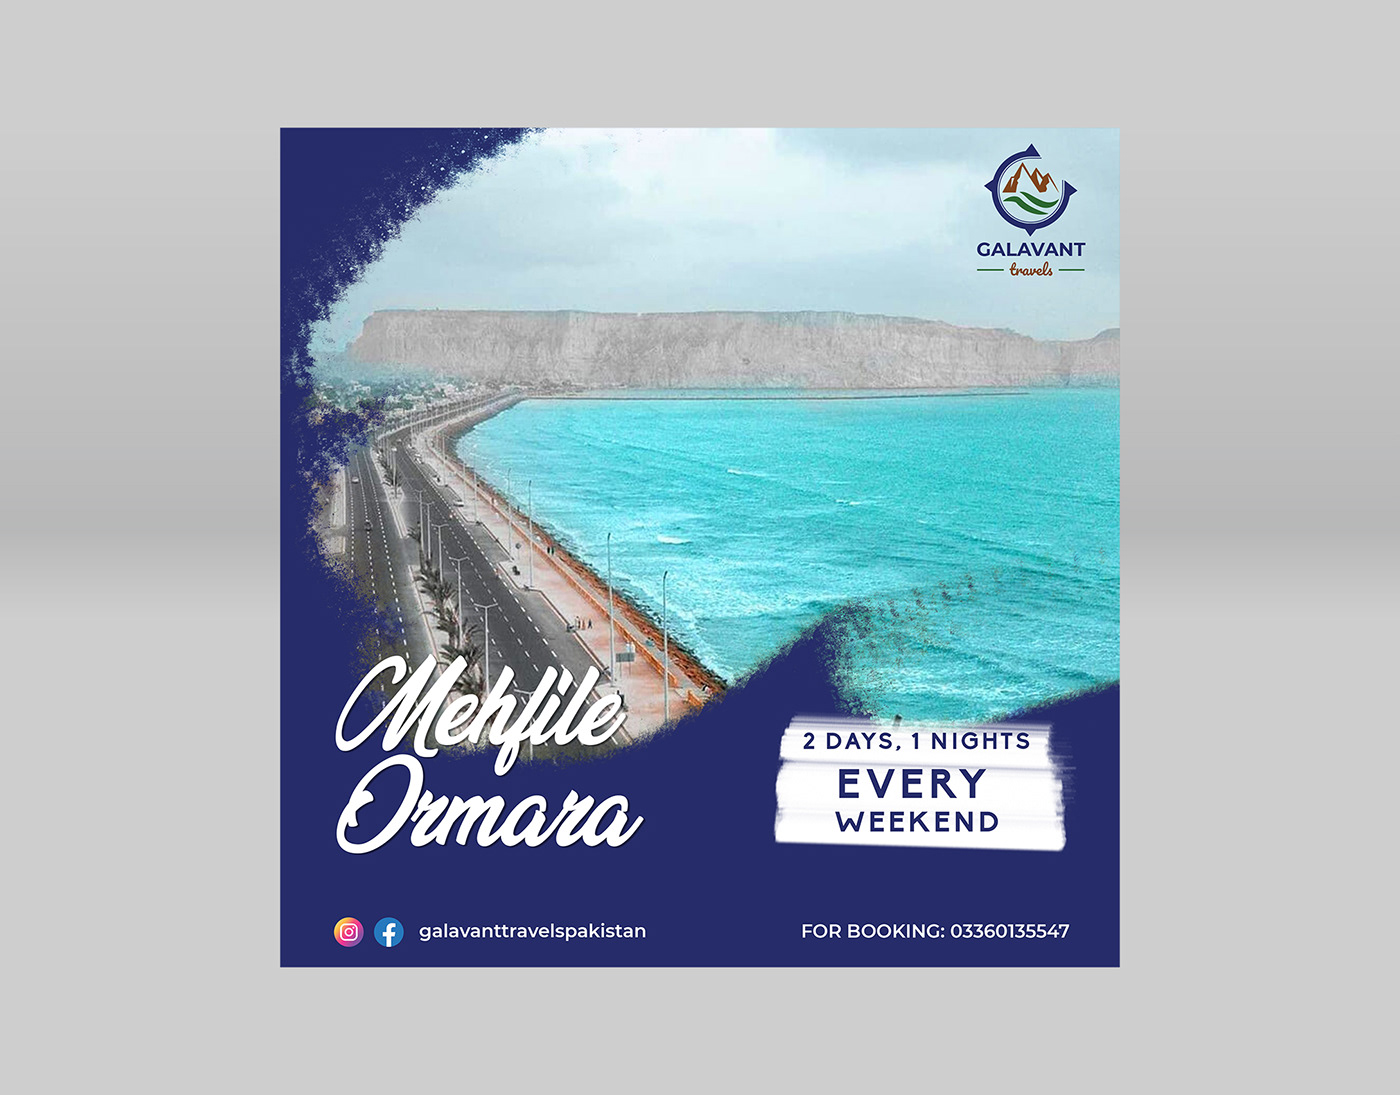 GALAVANT
travels
Mehfile
Ormara
2 DAYS, 1 NIGHTS
EVERY
WEEKEND
galavanttravelspakistan
FOR BOOKING: 03360135547